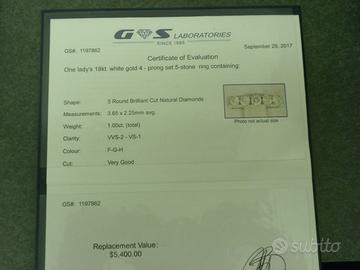 G S
LABORATORIES
SINCE 1985
GS#: 1197862
September 29, 2017
Certificate of Evaluation
One lady's 18kt. white gold 4 - prong set 5-stone ring containing:
Shape: 5 Round Brilliant Cut Natural Diamonds
Measurements: 3.65 x 2.25mm avg.
Weight: 1.00ct. (total)
Clarity: VVS-2 - VS-1
Colour: F-G-H
Cut: Very Good
Photo not actual size
GS#: 1197862
Replacement Value:
$5,400.00
subito